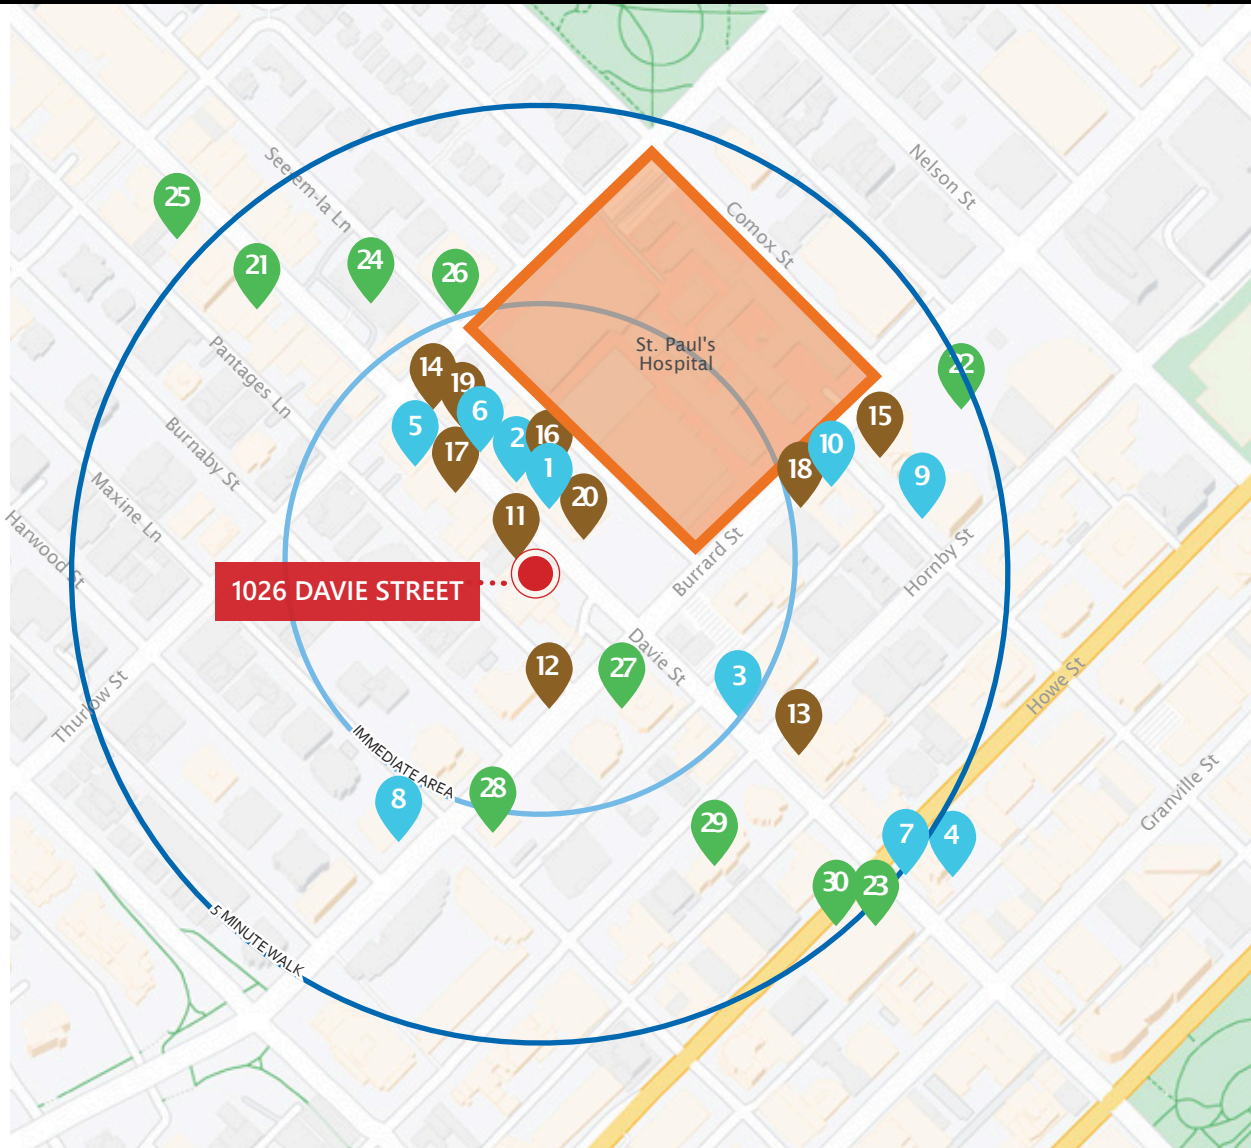 Nelson St
Seelem-la Ln
25
Comox St
21
24
26
Pantages Ln
St. Paul's
Hospital
14
19
22
5
6
2
16
15
10
Burnaby St
17
1
18
9
Maxine Ln
20
11
Harwood St
Burrard St
Hornby St
1026 DAVIE STREET
Davie St
12
27
3
Howe St
Thurlow St
13
IMMEDIATE AREA
28
8
Granville St
29
7
4
30
23
5 MINUTE WALK